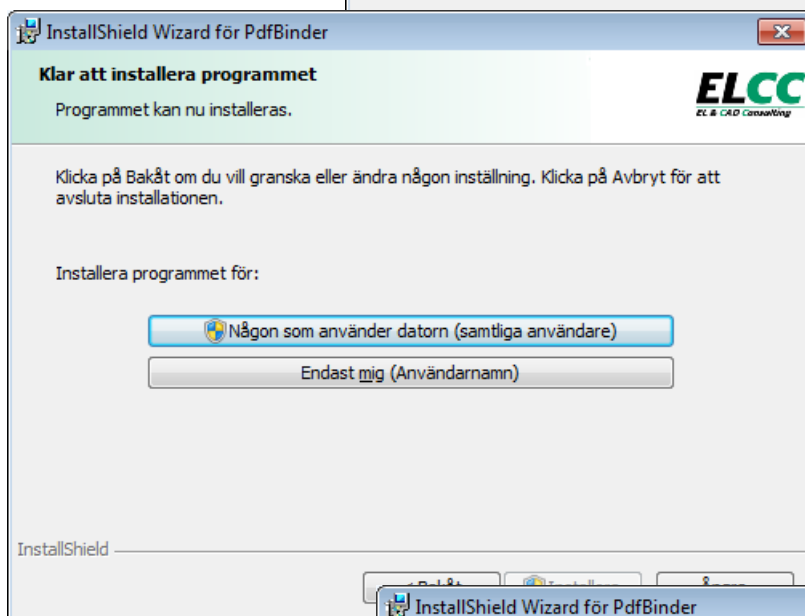 InstallShield Wizard för PdfBinder
Klar att installera programmet
Programmet kan nu installeras.
ELCC
EL & CAD Consulting
Klicka på Bakåt om du vill granska eller ändra någon inställning. Klicka på Avbryt för att
avsluta installationen.
Installera programmet för:
Någon som använder datorn (samtliga användare)
Endast mig (Användarnamn)
InstallShield
InstallShield Wizard för PdfBinder